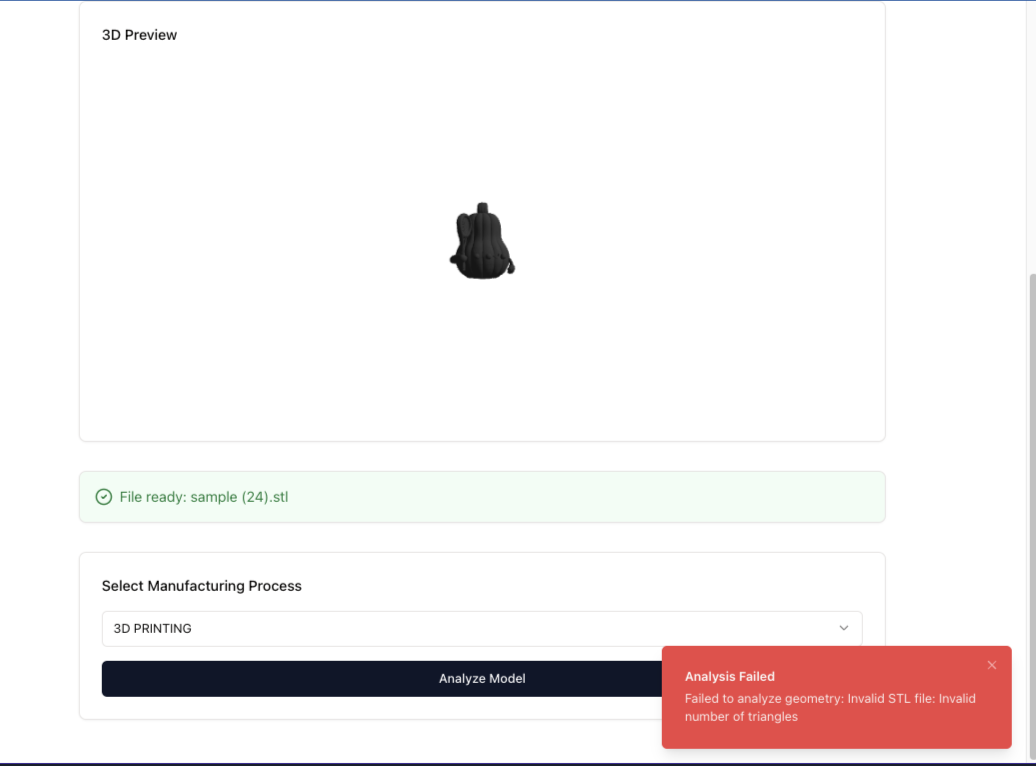 3D Preview
File ready: sample (24).stl
Select Manufacturing Process
3D PRINTING
Analyze Model
Analysis Failed
Failed to analyze geometry: Invalid STL file: Invalid
number of triangles